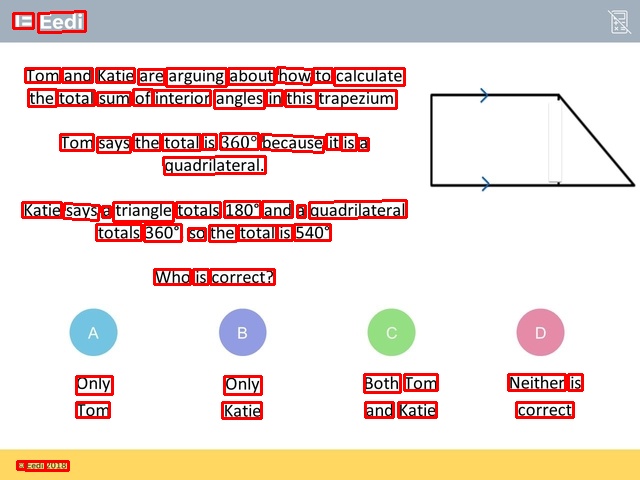 Eedi
Tom and Katie are arguing about how to calculate
the total sum of interior angles in this trapezium
Tom says the total is 360° because it is a
quadrilateral.
Katie says a triangle totals 180° and a quadrilateral
totals 360° so the total is 540°
Who is correct?
A B C D
Only Only Both Tom Neither is
Tom Katie and Katie correct
© Eedi 2018